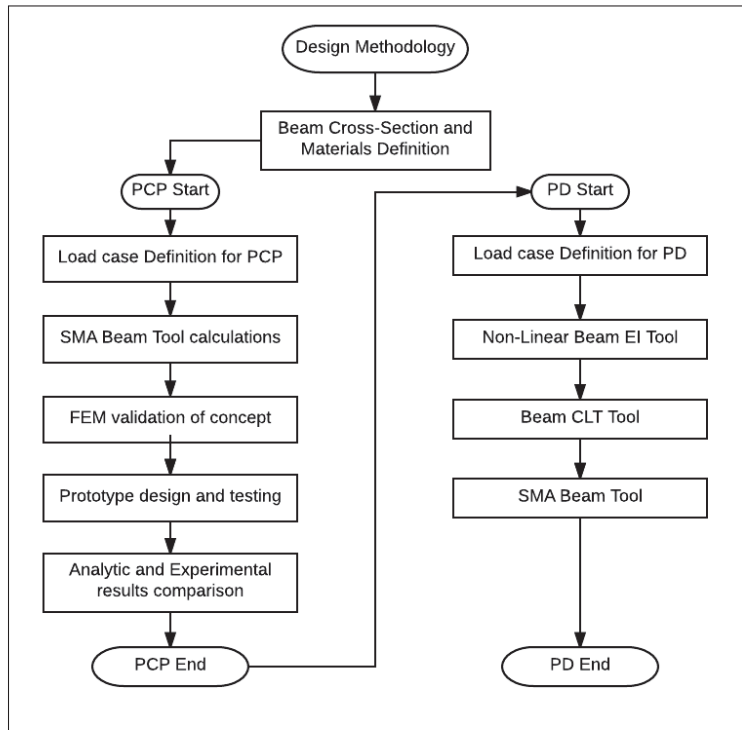 Design Methodology
Beam Cross-Section and
Materials Definition
PCP Start
Load case Definition for PCP
SMA Beam Tool calculations
FEM validation of concept
Prototype design and testing
Analytic and Experimental
results comparison
PCP End
PD Start
Load case Definition for PD
Non-Linear Beam EI Tool
Beam CLT Tool
SMA Beam Tool
PD End